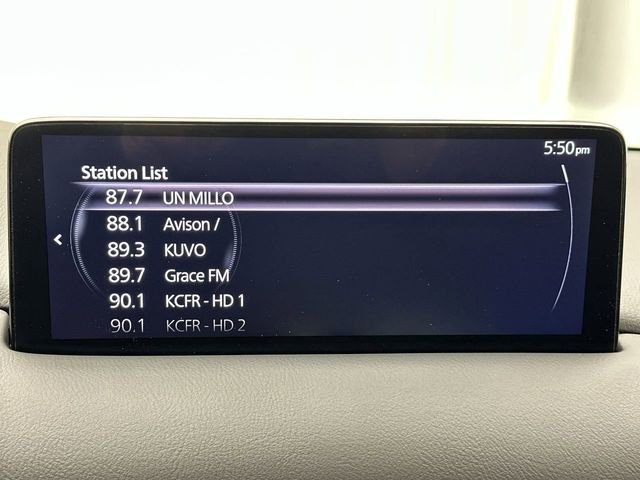 5:50pm
Station List
87.7 UN MILLO
88.1 Avison /
89.3 KUVO
89.7 Grace FM
90.1 KCFR - HD 1
90.1 KCFR - HD 2